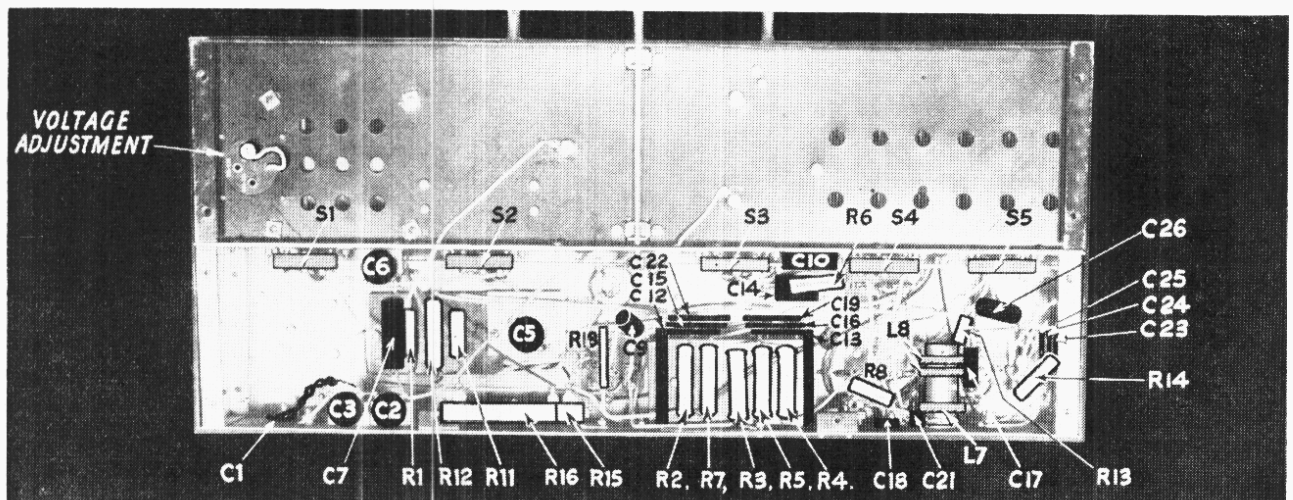 VOLTAGE
ADJUSTMENT
S1 S2 S3 R6 S4 S5
C26
C6 C22 C10
C15 C14 C25
C12 C19 C24
C5 R19 C9 C16 L8 C23
C13
R8 R14
C3 C2
C1 C7 R1 R12 R11 R16 R15 R2, R7, R3, R5, R4. C18 C21 L7 C17 R13